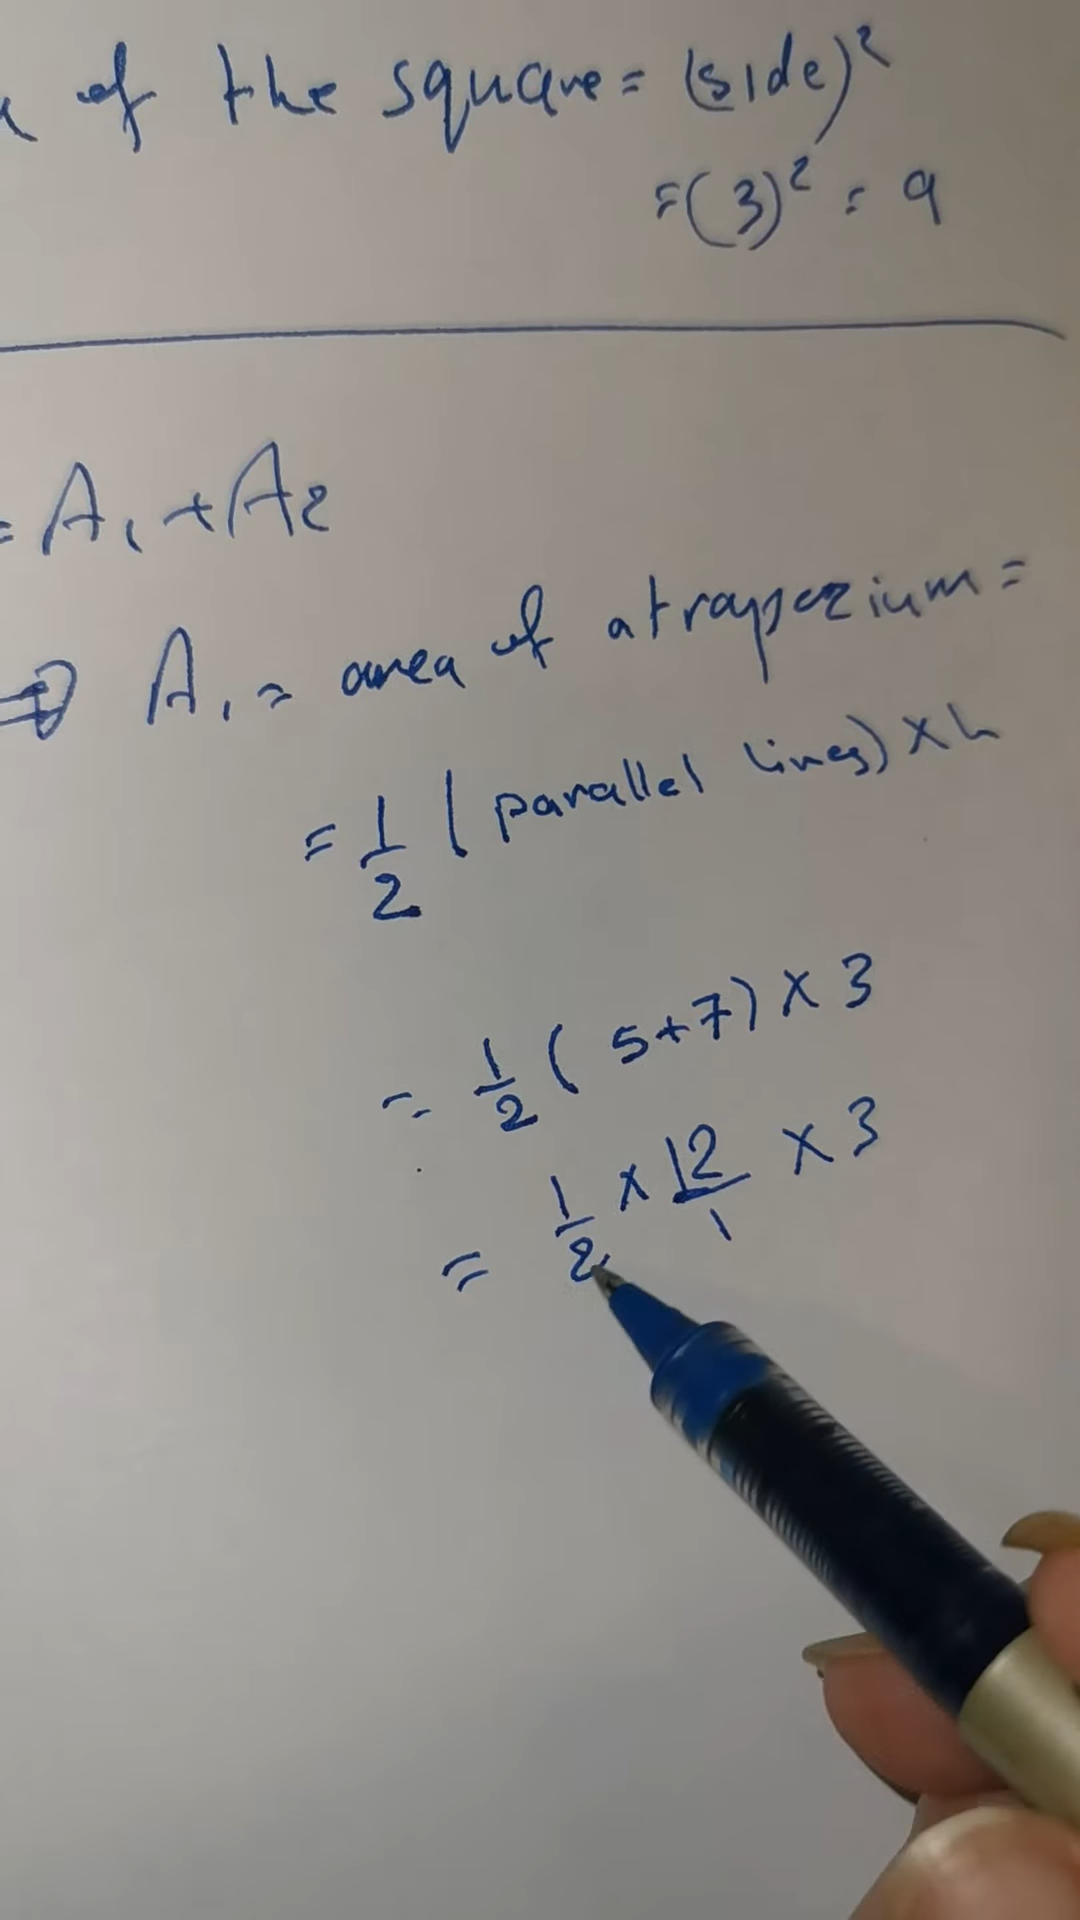 of the square = (side)²
= (3)² = 9
= A₁ + A₂
⇒ A₁ = area of a trapezium =
= 1/2 (parallel lines) × h
= 1/2 (5+7) × 3
= 1/2 × 12/1 × 3